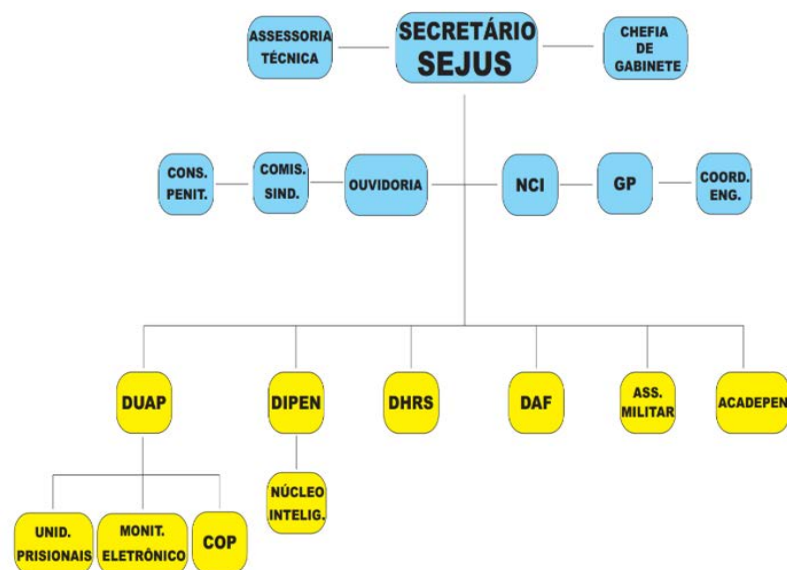 ASSESSORIA
TÉCNICA
SECRETÁRIO
SEJUS
CHEFIA
DE
GABINETE
CONS.
PENIT.
COMIS.
SIND.
OUVIDORIA
NCI
GP
COORD.
ENG.
DUAP
DIPEN
DHRS
DAF
ASS.
MILITAR
ACADEPEN
UNID.
PRISIONAIS
MONIT.
ELETRÔNICO
COP
NÚCLEO
INTELIG.